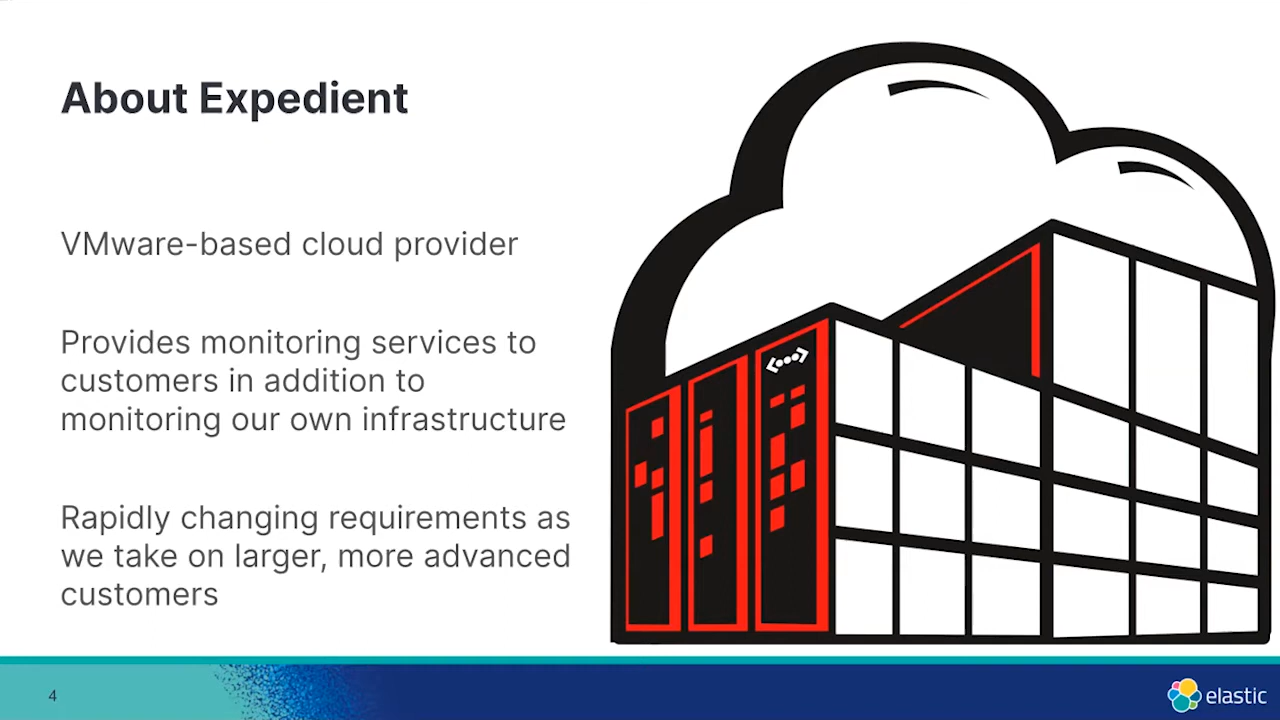 About Expedient
VMware-based cloud provider
Provides monitoring services to
customers in addition to
monitoring our own infrastructure
Rapidly changing requirements as
we take on larger, more advanced
customers
4
elastic